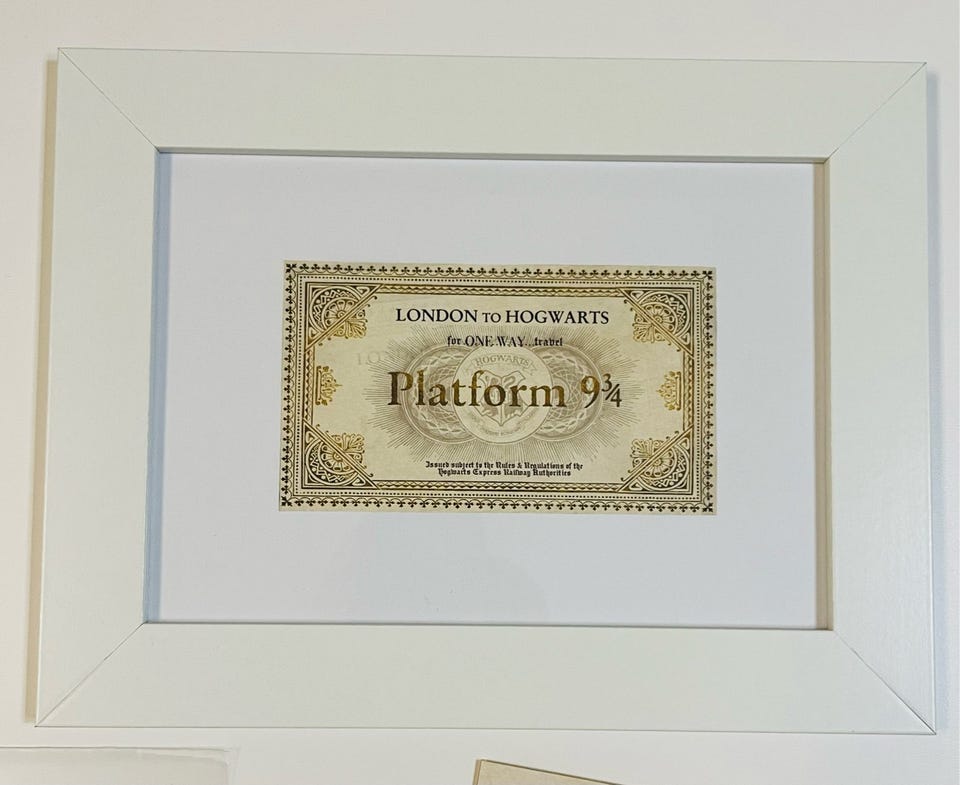 LONDON TO HOGWARTS
for ONE WAY...travel
HOGWARTS
Platform 9¾
Issued subject to the Rules & Regulations of the
Hogwarts Express Railway Authorities